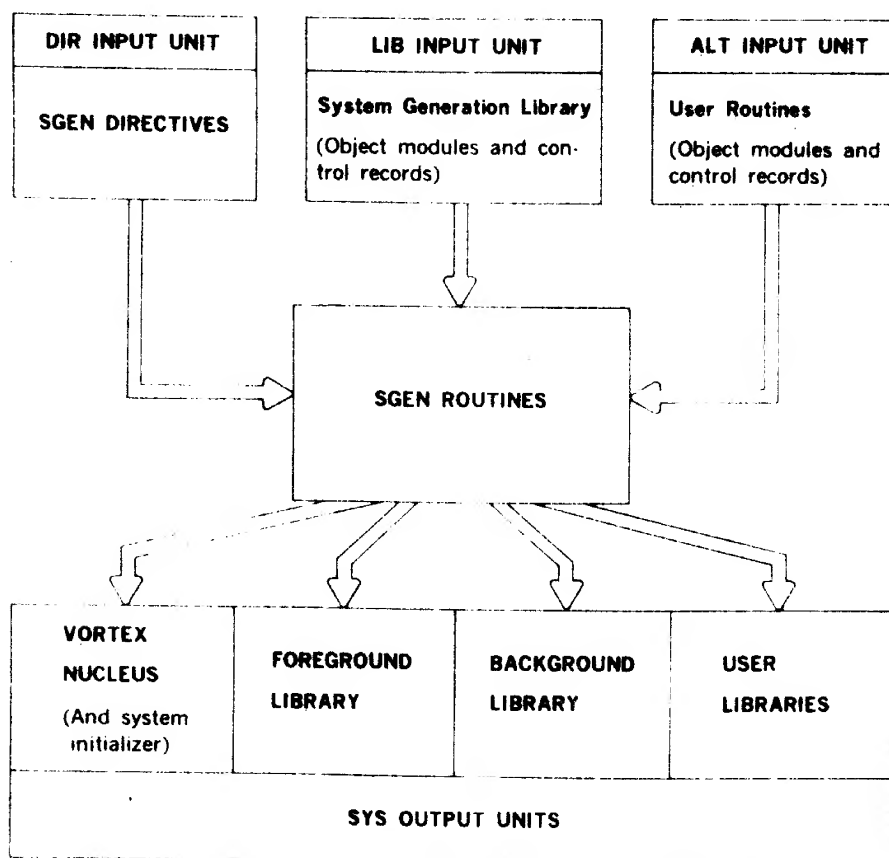 DIR INPUT UNIT
SGEN DIRECTIVES
LIB INPUT UNIT
System Generation Library
(Object modules and con-
trol records)
ALT INPUT UNIT
User Routines
(Object modules and
control records)
SGEN ROUTINES
VORTEX
NUCLEUS
(And system
initializer)
FOREGROUND
LIBRARY
BACKGROUND
LIBRARY
USER
LIBRARIES
SYS OUTPUT UNITS